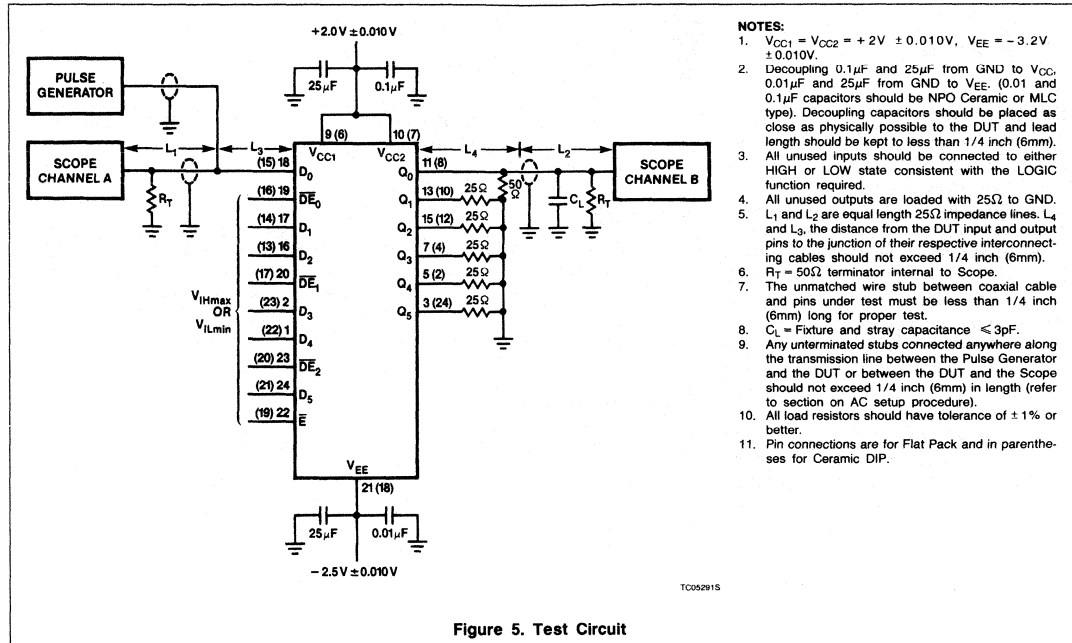 +2.0V ± 0.010V
25μF
0.1μF
PULSE
GENERATOR
SCOPE
CHANNEL A
L1
L3
RT
9 (6)
10 (7)
VCC1
VCC2
(15) 18
D0
(16) 19
DE0
(14) 17
D1
(13) 16
D2
(17) 20
DE1
(23) 2
D3
(22) 1
D4
(20) 23
DE2
(21) 24
D5
(19) 22
E
VIHmax
OR
VILmin
11 (8)
Q0
13 (10)
Q1
25Ω
15 (12)
Q2
25Ω
7 (4)
Q3
25Ω
5 (2)
Q4
25Ω
3 (24)
Q5
25Ω
50
Ω
L4
L2
CL
RT
SCOPE
CHANNEL B
VEE
21 (18)
25μF
0.01μF
−2.5V ± 0.010V
TC05291S
NOTES:
1. VCC1 = VCC2 = +2V ±0.010V, VEE = −3.2V
±0.010V.
2. Decoupling 0.1μF and 25μF from GND to VCC,
0.01μF and 25μF from GND to VEE. (0.01 and
0.1μF capacitors should be NPO Ceramic or MLC
type). Decoupling capacitors should be placed as
close as physically possible to the DUT and lead
length should be kept to less than 1/4 inch (6mm).
3. All unused inputs should be connected to either
HIGH or LOW state consistent with the LOGIC
function required.
4. All unused outputs are loaded with 25Ω to GND.
5. L1 and L2 are equal length 25Ω impedance lines. L4
and L3, the distance from the DUT input and output
pins to the junction of their respective interconnect-
ing cables should not exceed 1/4 inch (6mm).
6. RT = 50Ω terminator internal to Scope.
7. The unmatched wire stub between coaxial cable
and pins under test must be less than 1/4 inch
(6mm) long for proper test.
8. CL = Fixture and stray capacitance ⩽ 3pF.
9. Any unterminated stubs connected anywhere along
the transmission line between the Pulse Generator
and the DUT or between the DUT and the Scope
should not exceed 1/4 inch (6mm) in length (refer
to section on AC setup procedure).
10. All load resistors should have tolerance of ±1% or
better.
11. Pin connections are for Flat Pack and in parenthe-
ses for Ceramic DIP.
Figure 5. Test Circuit